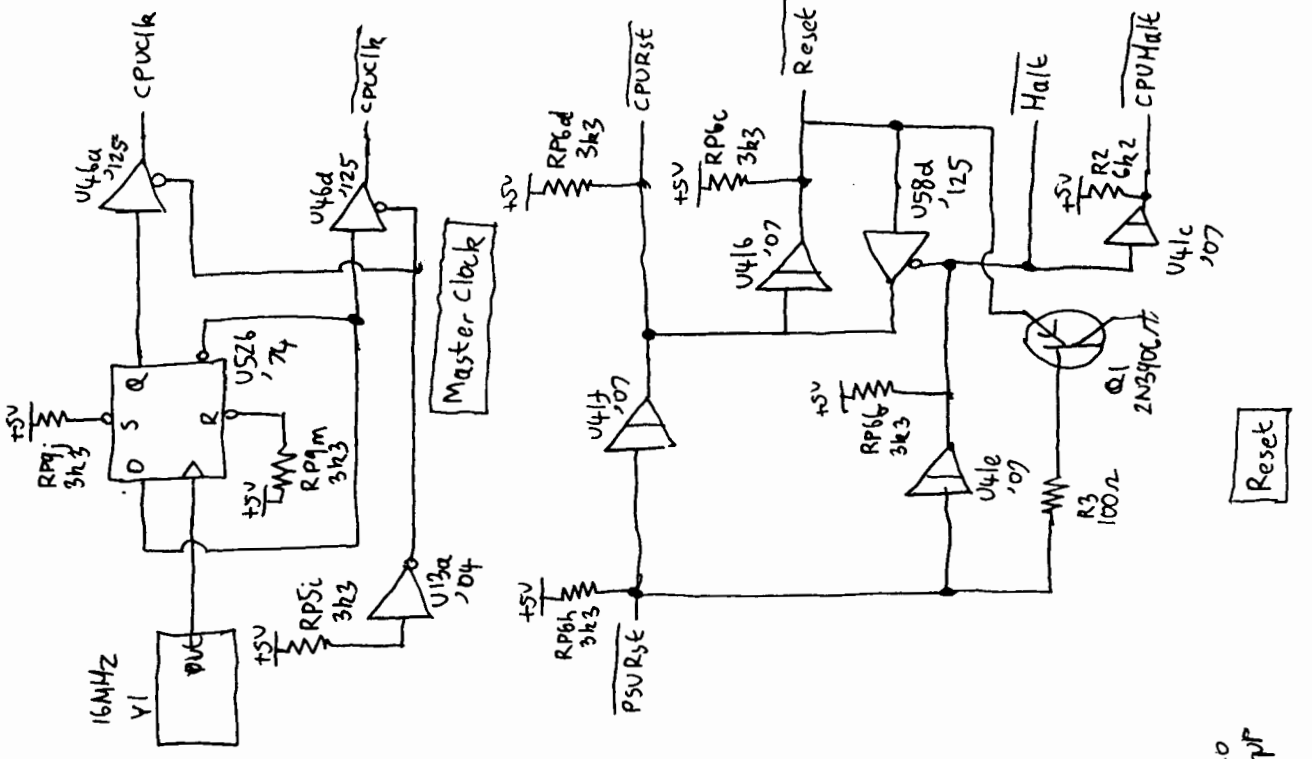 16MHz
Y1
out
+5V
RP9j
3k3
D
S
Q
R
U52b
'74
+5V
RP9m
3k3
U46a
'125
CPUClk
U46d
'125
CPUClk
+5V
RP5i
3k3
U13a
'04
Master Clock
PSURst
+5V
RP6h
3k3
U41f
'07
+5V
RP6d
3k3
CPURst
U41b
'07
+5V
RP6c
3k3
Reset
U58d
'125
U41e
'07
+5V
RP6b
3k3
Halt
U41c
'07
+5V
R2
6k2
CPUHalt
R3
100Ω
Q1
2N3906
Reset